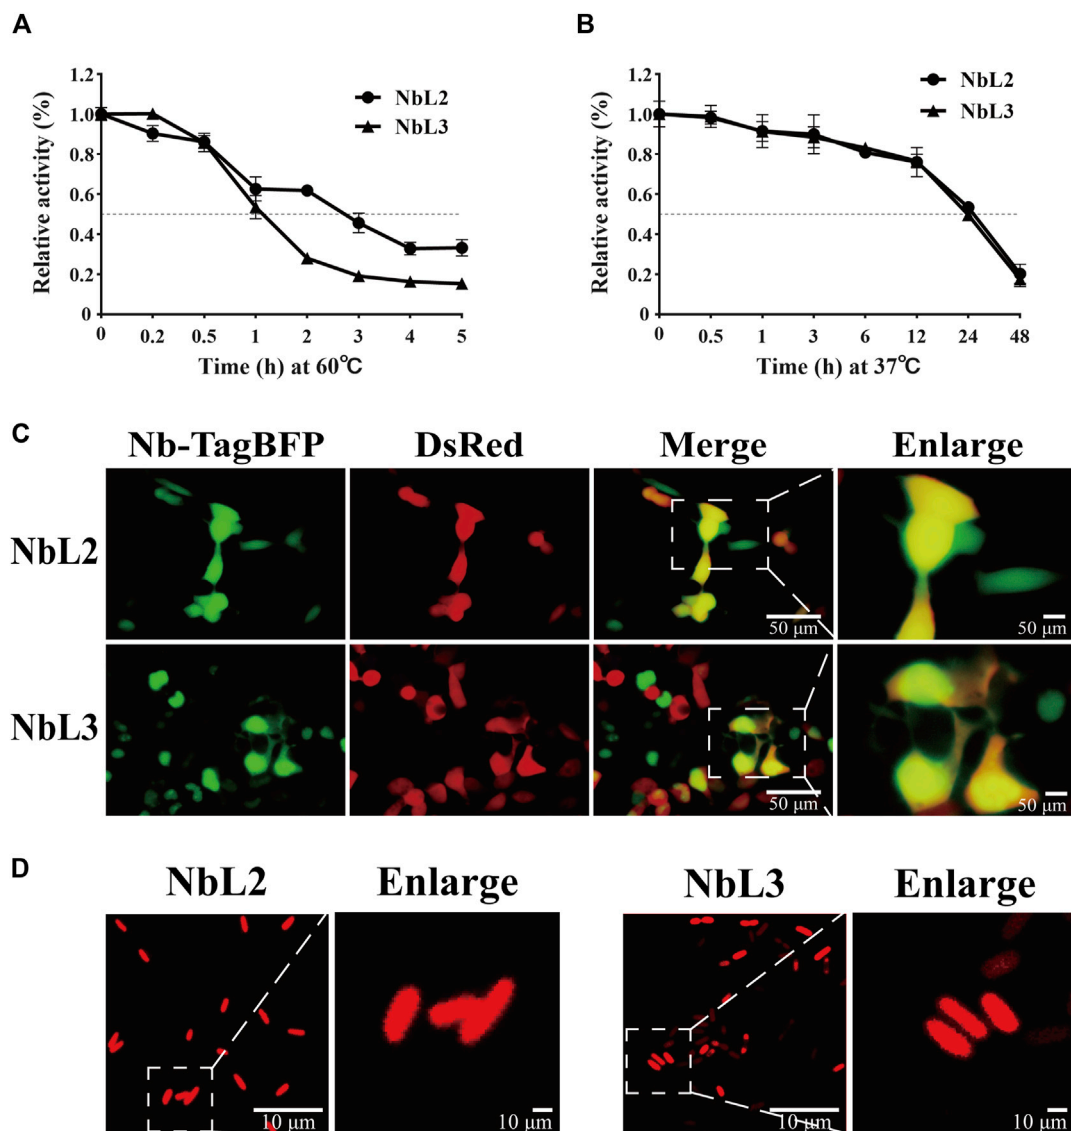 A
1.2
1.0
0.8
0.6
0.4
0.2
0
Relative activity (%)
NbL2
NbL3
0 0.2 0.5 1 2 3 4 5
Time (h) at 60℃
B
1.2
1.0
0.8
0.6
0.4
0.2
0
Relative activity (%)
NbL2
NbL3
0 0.5 1 3 6 12 24 48
Time (h) at 37℃
C
Nb-TagBFP DsRed Merge Enlarge
NbL2
50 μm 50 μm
NbL3
50 μm 50 μm
D
NbL2 Enlarge NbL3 Enlarge
10 μm 10 μm 10 μm 10 μm